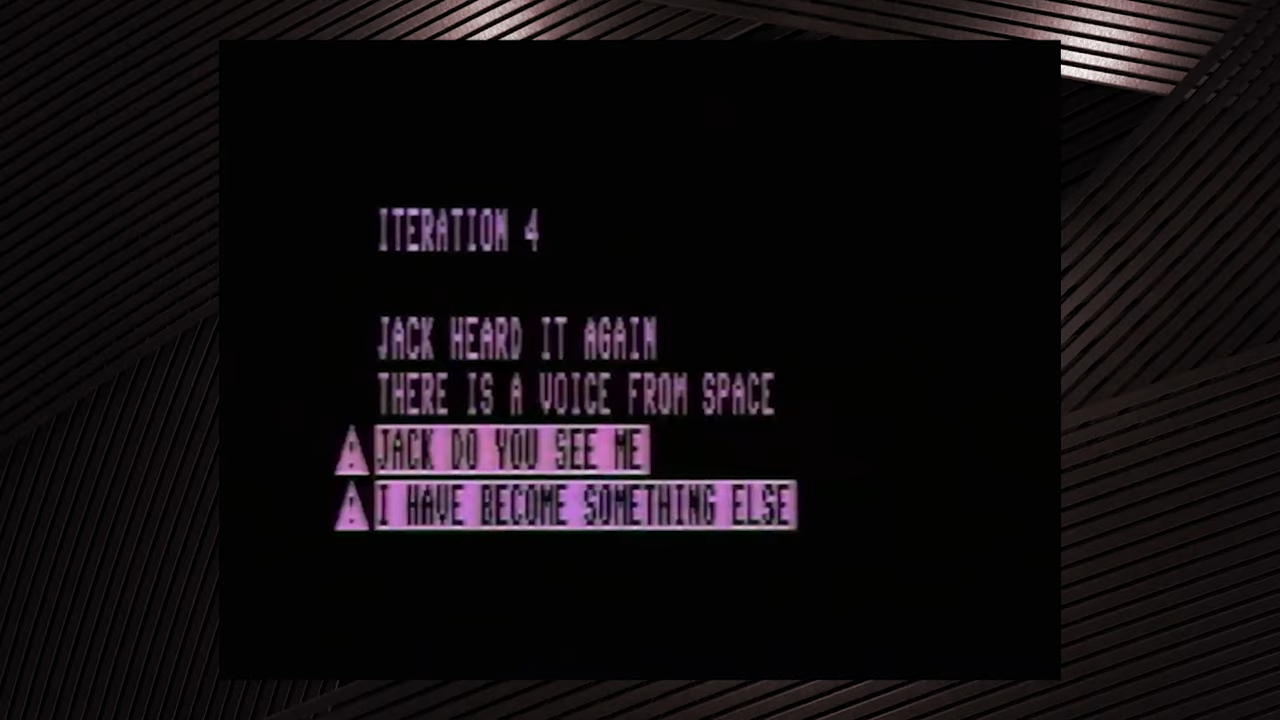 ITERATION 4
JACK HEARD IT AGAIN
THERE IS A VOICE FROM SPACE
JACK DO YOU SEE ME
I HAVE BECOME SOMETHING ELSE